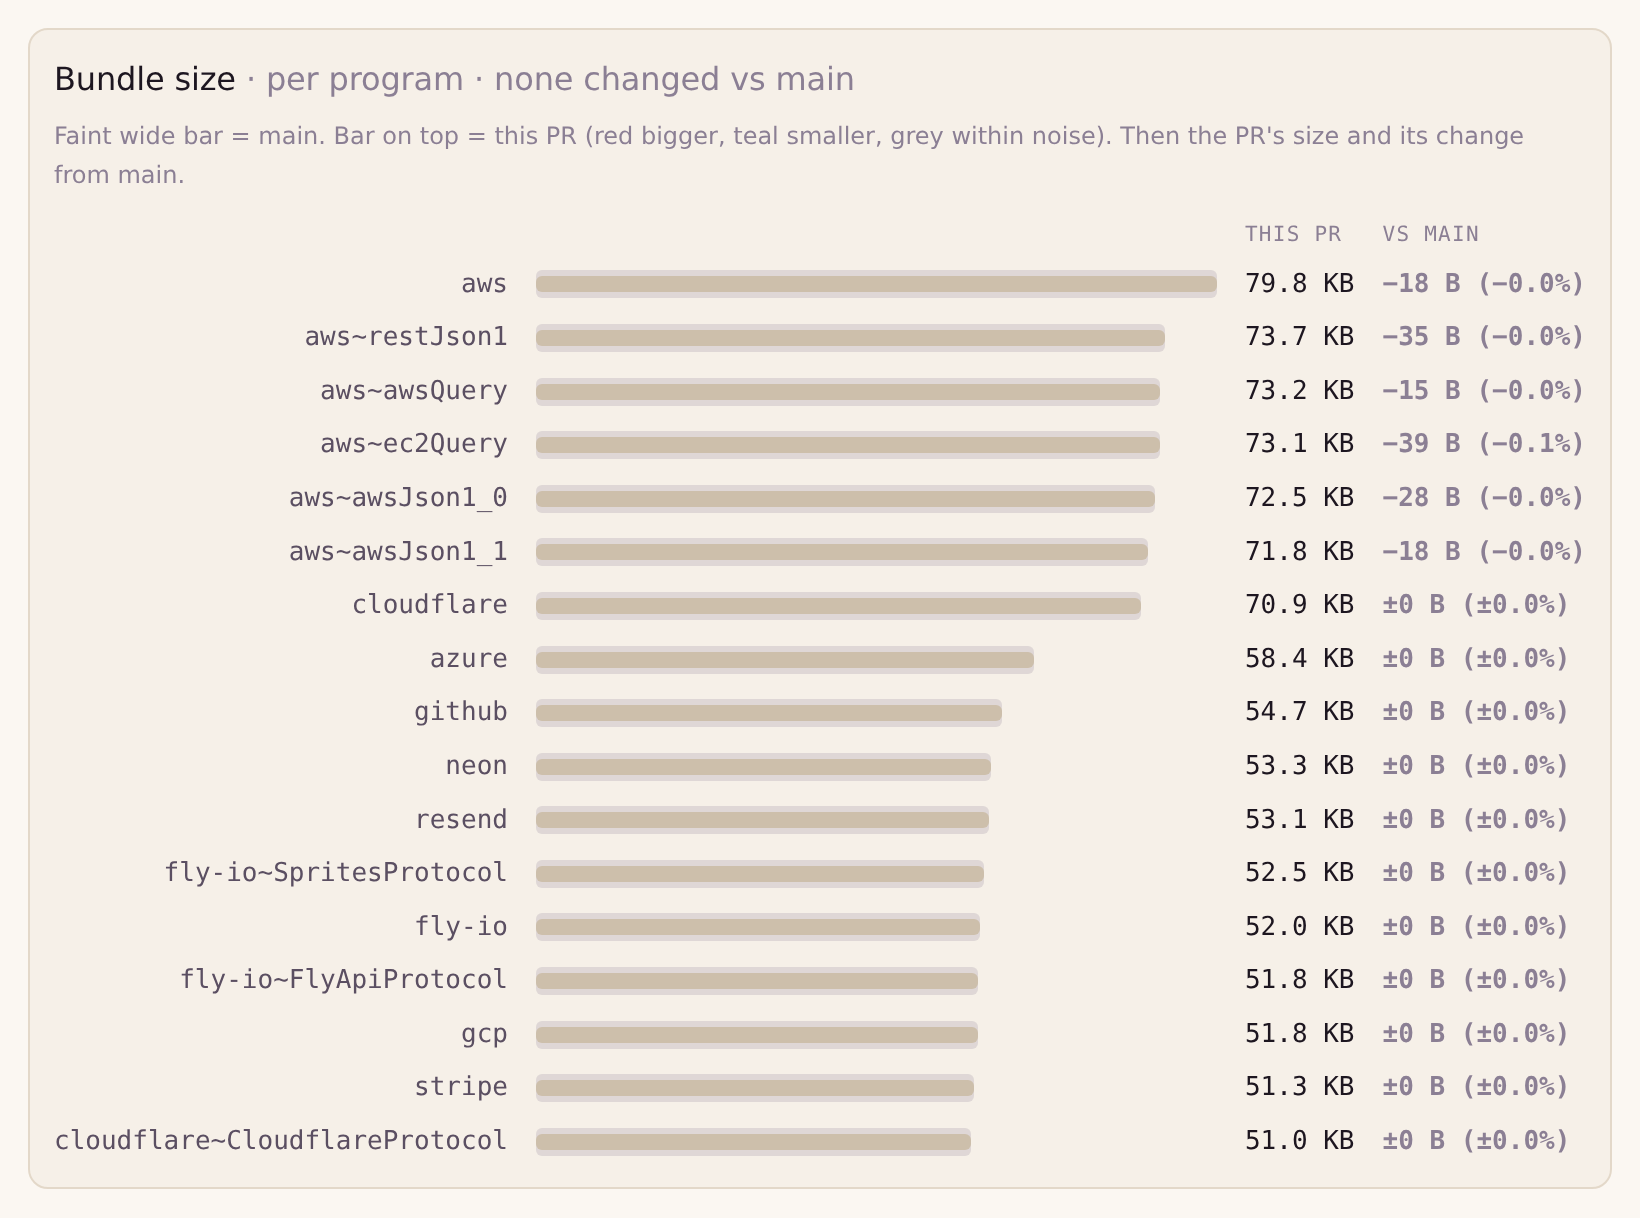 Bundle size · per program · none changed vs main
Faint wide bar = main. Bar on top = this PR (red bigger, teal smaller, grey within noise). Then the PR's size and its change
from main.
THIS PR VS MAIN
aws 79.8 KB −18 B (−0.0%)
aws~restJson1 73.7 KB −35 B (−0.0%)
aws~awsQuery 73.2 KB −15 B (−0.0%)
aws~ec2Query 73.1 KB −39 B (−0.1%)
aws~awsJson1_0 72.5 KB −28 B (−0.0%)
aws~awsJson1_1 71.8 KB −18 B (−0.0%)
cloudflare 70.9 KB ±0 B (±0.0%)
azure 58.4 KB ±0 B (±0.0%)
github 54.7 KB ±0 B (±0.0%)
neon 53.3 KB ±0 B (±0.0%)
resend 53.1 KB ±0 B (±0.0%)
fly-io~SpritesProtocol 52.5 KB ±0 B (±0.0%)
fly-io 52.0 KB ±0 B (±0.0%)
fly-io~FlyApiProtocol 51.8 KB ±0 B (±0.0%)
gcp 51.8 KB ±0 B (±0.0%)
stripe 51.3 KB ±0 B (±0.0%)
cloudflare~CloudflareProtocol 51.0 KB ±0 B (±0.0%)